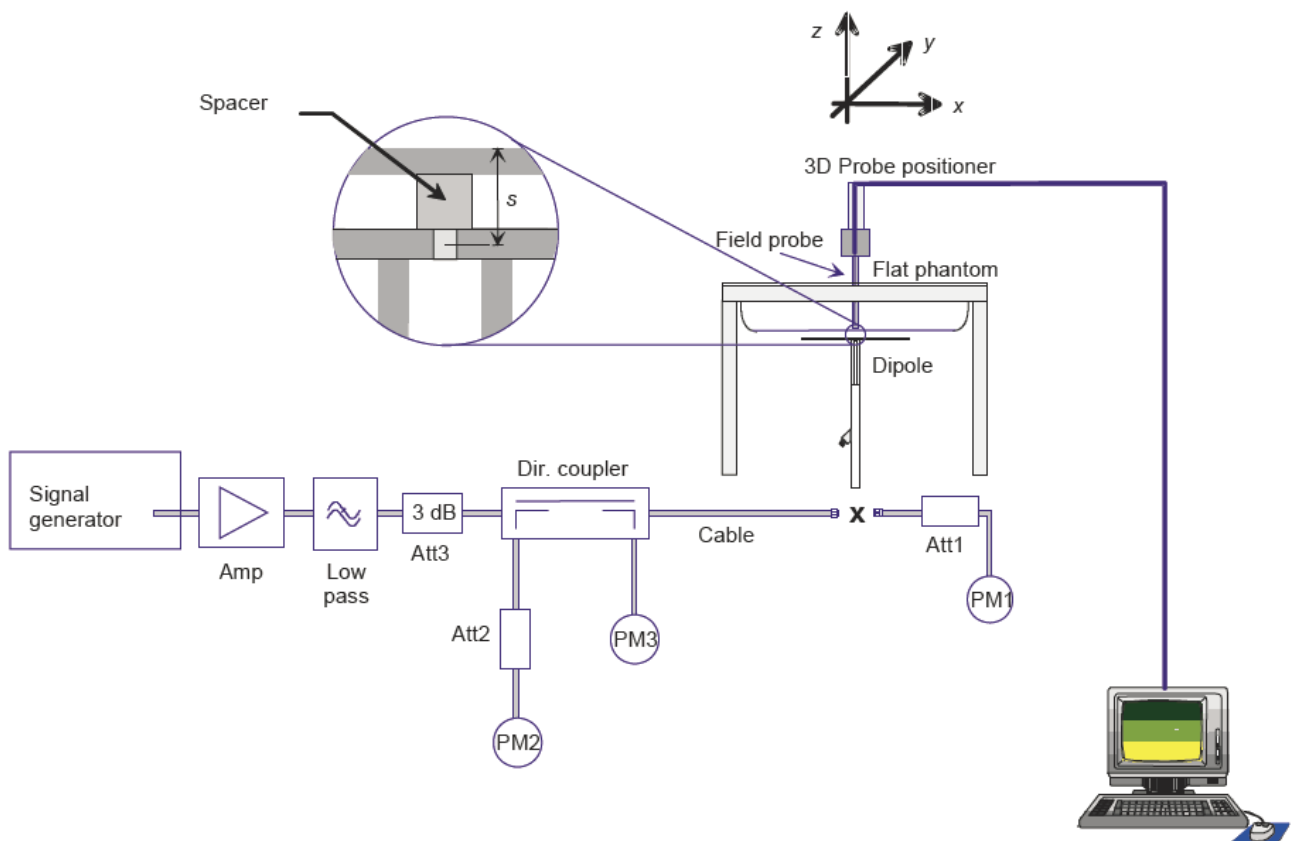 z
y
x
Spacer
s
3D Probe positioner
Field probe
Flat phantom
Dipole
Signal
generator
Amp
Low
pass
3 dB
Att3
Dir. coupler
Cable
X
Att1
PM1
Att2
PM3
PM2